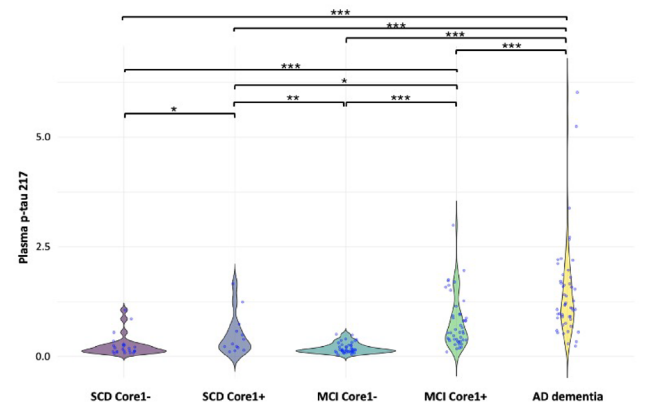 ***
***
***
***
***
*
**
***
*
Plasma p-tau 217
5.0
2.5
0.0
SCD Core1-
SCD Core1+
MCI Core1-
MCI Core1+
AD dementia